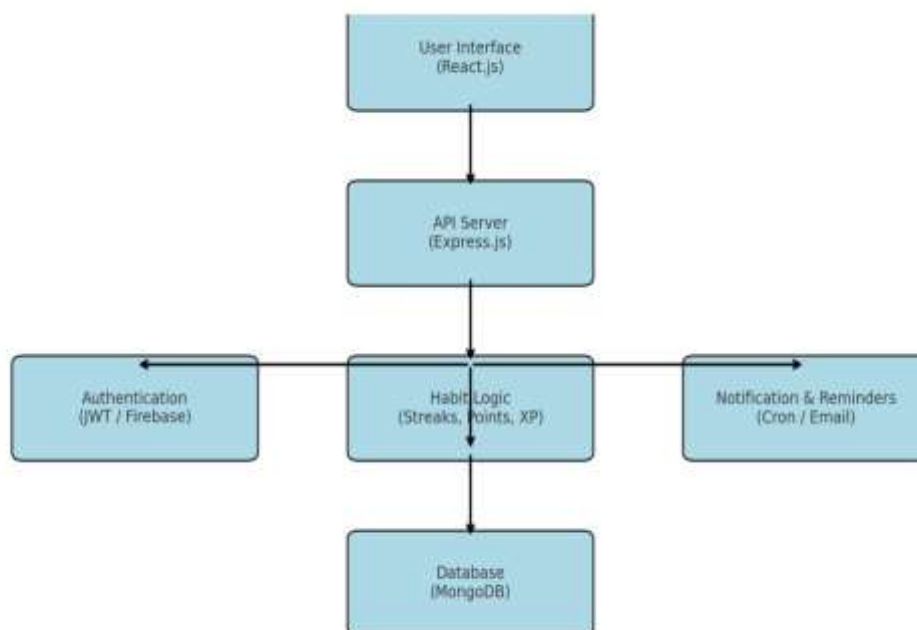 User Interface
(React.js)
API Server
(Express.js)
Authentication
(JWT / Firebase)
Habit Logic
(Streaks, Points, XP)
Notification & Reminders
(Cron / Email)
Database
(MongoDB)